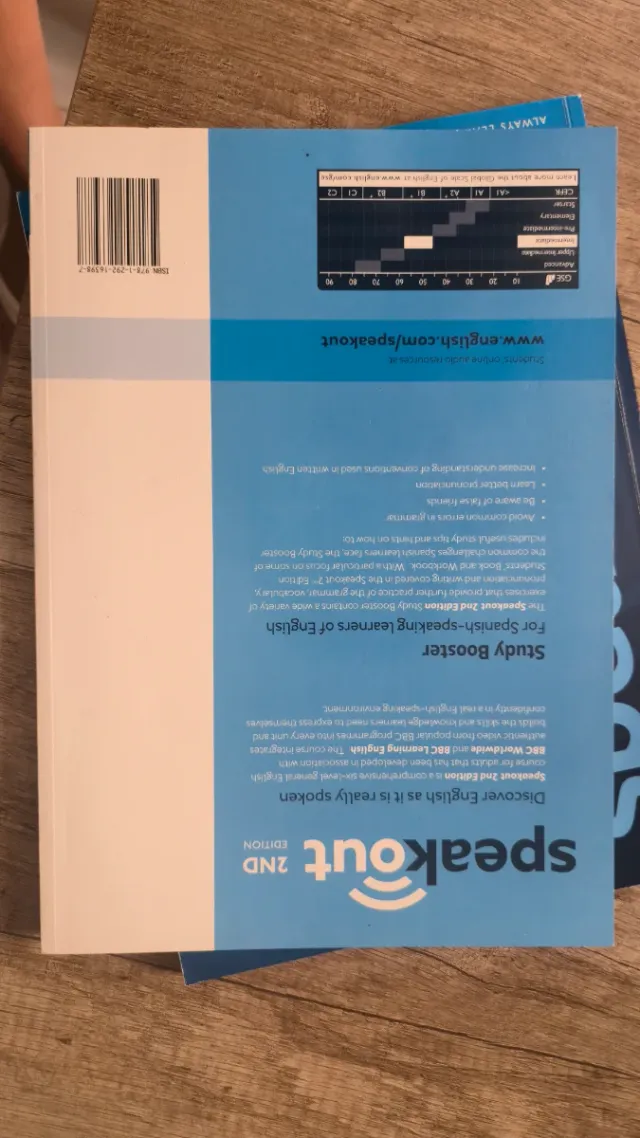 speakout
2ND
EDITION
Discover English as it is really spoken
Speakout 2nd Edition is a comprehensive six-level general English
course for adults that has been developed in association with
BBC Worldwide and BBC Learning English. The course integrates
authentic video from popular BBC programmes into every unit and
builds the skills and knowledge learners need to express themselves
confidently in a real English-speaking environment.
Study Booster
For Spanish-speaking learners of English
The Speakout 2nd Edition Study Booster contains a wide variety of
exercises that provide further practice of the grammar, vocabulary,
pronunciation and writing covered in the Speakout 2nd Edition
Students' Book and Workbook. With a particular focus on some of
the common challenges Spanish learners face, the Study Booster
includes useful study tips and hints on how to:
• Avoid common errors in grammar
• Be aware of false friends
• Learn better pronunciation
• Increase understanding of conventions used in written English
Students' online audio resources at:
www.english.com/speakout
GSE 10 20 30 40 50 60 70 80 90
Advanced
Upper Intermediate
Intermediate
Pre-intermediate
Elementary
Starter
CEFR <A1 A1 A2 + B1 + B2 + C1 C2
Learn more about the Global Scale of English at www.english.com/gse
ISBN 978-1-292-16398-7
ALWAYS